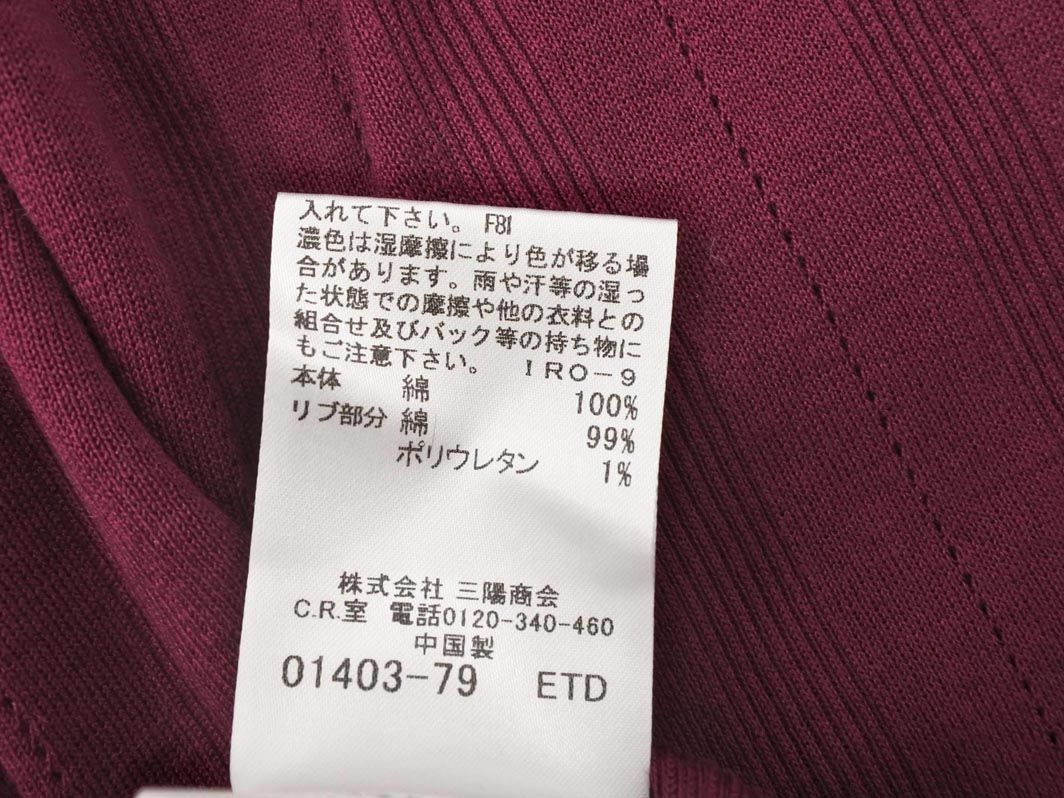 入れて下さい。 F81
濃色は湿摩擦により色が移る場
合があります。雨や汗等の湿っ
た状態での摩擦や他の衣料との
組合せ及びバック等の持ち物に
もご注意下さい。 IRO-9
本体 綿 100%
リブ部分 綿 99%
ポリウレタン 1%
株式会社 三陽商会
C.R.室 電話0120-340-460
中国製
01403-79 ETD